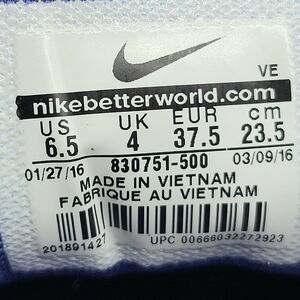 VE
nikebetterworld.com
US UK EUR cm
6.5 4 37.5 23.5
01/27/16 830751-500 03/09/16
MADE IN VIETNAM
FABRIQUE AU VIETNAM
UPC 00666032272923